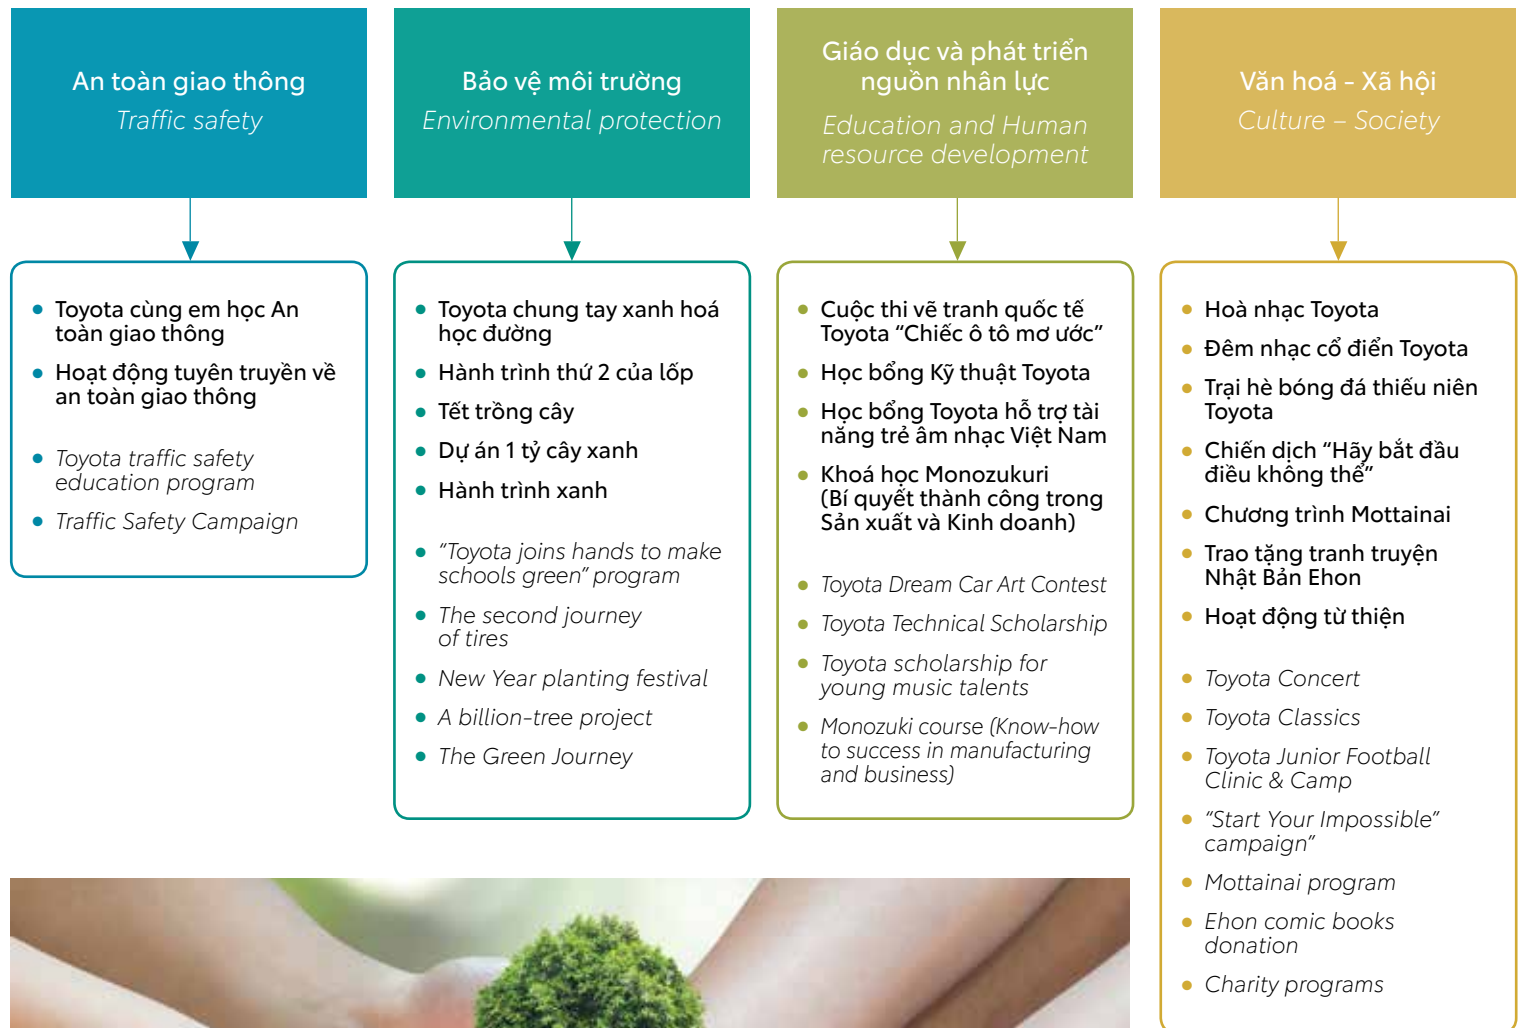 An toàn giao thông
Traffic safety
Toyota cùng em học An
toàn giao thông
Hoạt động tuyên truyền về
an toàn giao thông
Toyota traffic safety
education program
Traffic Safety Campaign
Bảo vệ môi trường
Environmental protection
Toyota chung tay xanh hoá
học đường
Hành trình thứ 2 của lốp
Tết trồng cây
Dự án 1 tỷ cây xanh
Hành trình xanh
“Toyota joins hands to make
schools green” program
The second journey
of tires
New Year planting festival
A billion-tree project
The Green Journey
Giáo dục và phát triển
nguồn nhân lực
Education and Human
resource development
Cuộc thi vẽ tranh quốc tế
Toyota “Chiếc ô tô mơ ước”
Học bổng Kỹ thuật Toyota
Học bổng Toyota hỗ trợ tài
năng trẻ âm nhạc Việt Nam
Khoá học Monozukuri
(Bí quyết thành công trong
Sản xuất và Kinh doanh)
Toyota Dream Car Art Contest
Toyota Technical Scholarship
Toyota scholarship for
young music talents
Monozuki course (Know-how
to success in manufacturing
and business)
Văn hoá - Xã hội
Culture – Society
Hoà nhạc Toyota
Đêm nhạc cổ điển Toyota
Trại hè bóng đá thiếu niên
Toyota
Chiến dịch “Hãy bắt đầu
điều không thể”
Chương trình Mottainai
Trao tặng tranh truyện
Nhật Bản Ehon
Hoạt động từ thiện
Toyota Concert
Toyota Classics
Toyota Junior Football
Clinic & Camp
“Start Your Impossible”
campaign”
Mottainai program
Ehon comic books
donation
Charity programs